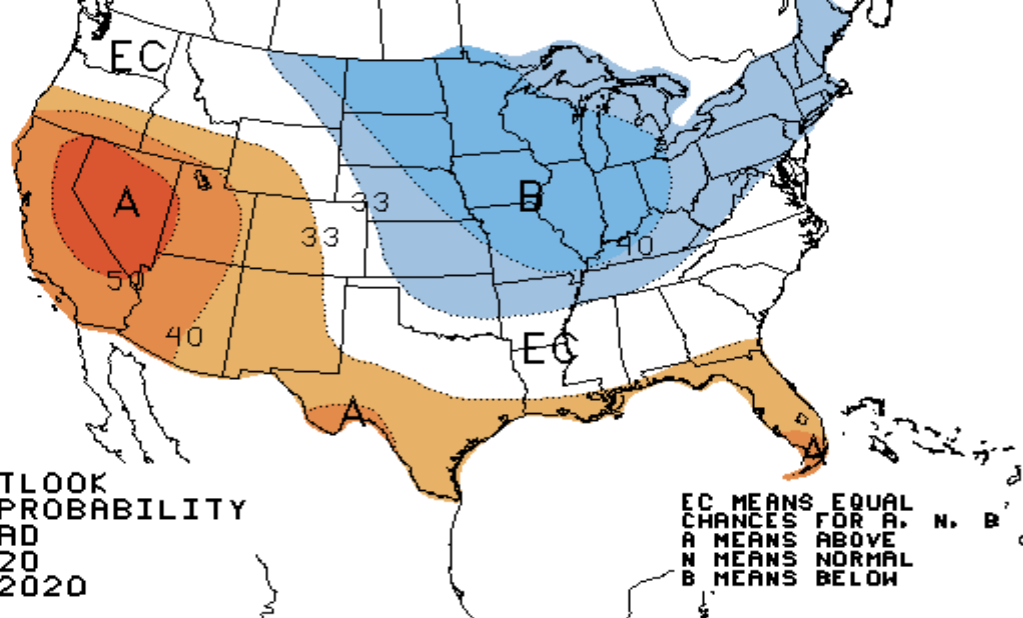 EC
A
50
40
33
33
B
40
EC
A
A
TLOOK
PROBABILITY
AD
20
2020
EC MEANS EQUAL
CHANCES FOR A. N. B
A MEANS ABOVE
N MEANS NORMAL
B MEANS BELOW